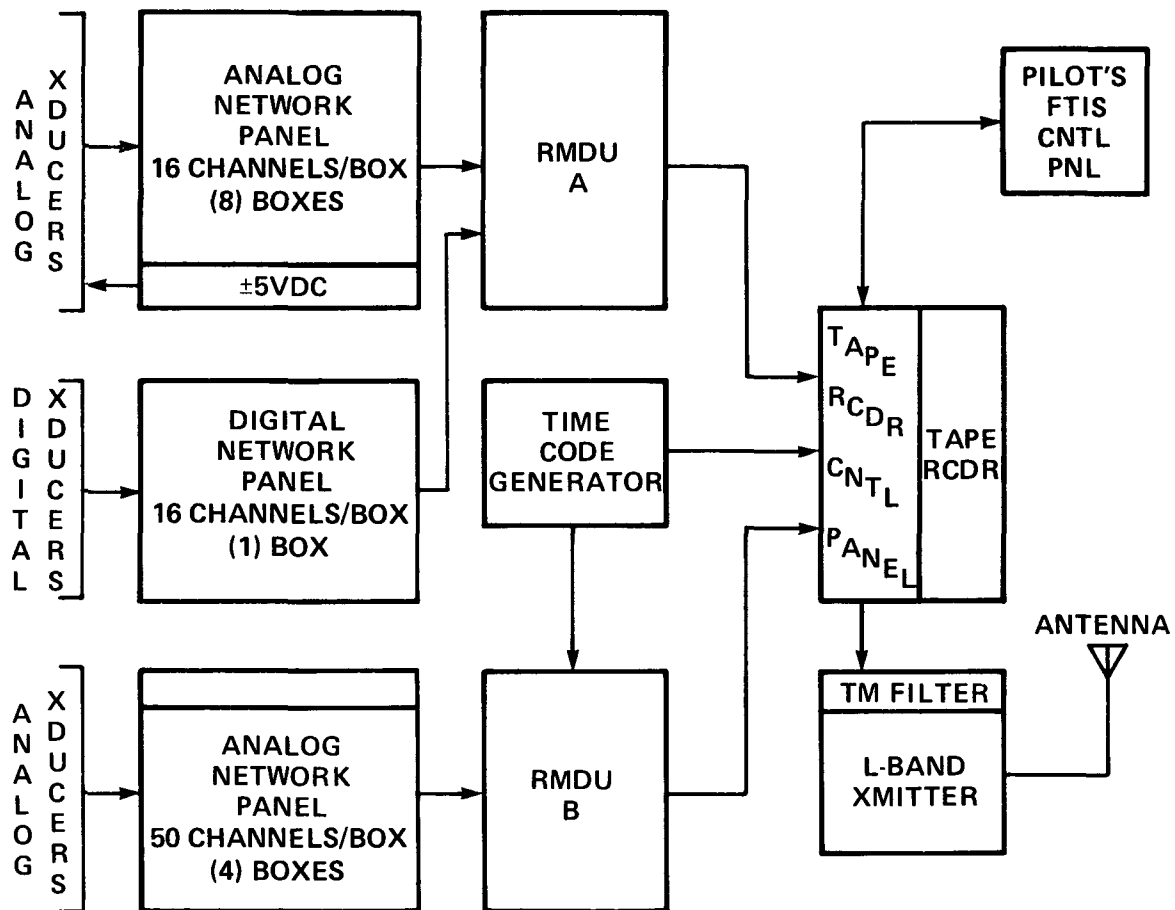 ANALOG
XDUCERS
ANALOG
NETWORK
PANEL
16 CHANNELS/BOX
(8) BOXES
±5VDC
RMDU
A
PILOT'S
FTIS
CNTL
PNL
DIGITAL
XDUCERS
DIGITAL
NETWORK
PANEL
16 CHANNELS/BOX
(1) BOX
TIME
CODE
GENERATOR
TAPE
RCDR
CNTL
PANEL
TAPE
RCDR
ANALOG
XDUCERS
ANALOG
NETWORK
PANEL
50 CHANNELS/BOX
(4) BOXES
RMDU
B
TM FILTER
L-BAND
XMITTER
ANTENNA